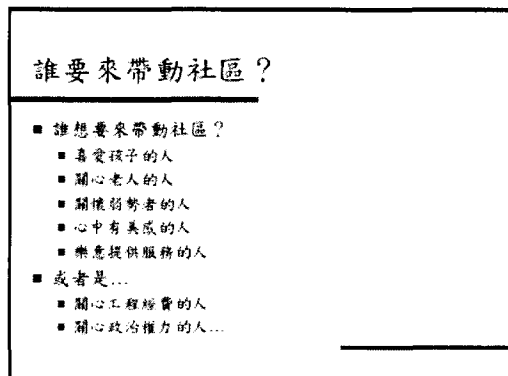 誰要來帶動社區？
■ 誰想要來帶動社區？
■ 喜愛孩子的人
■ 關心老人的人
■ 關懷弱勢者的人
■ 心中有美感的人
■ 樂意提供服務的人
■ 或者是...
■ 關心工程經費的人
■ 關心政治權力的人...